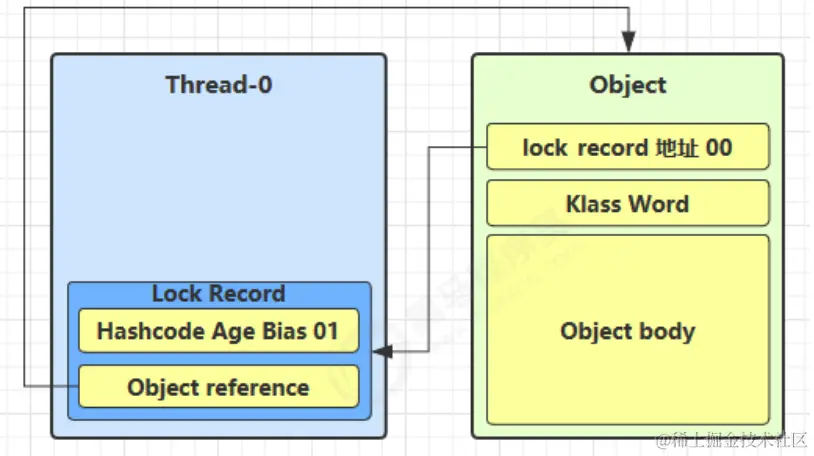 Thread-0
Lock Record
Hashcode Age Bias 01
Object reference
Object
lock record 地址 00
Klass Word
Object body
@稀土掘金技术社区